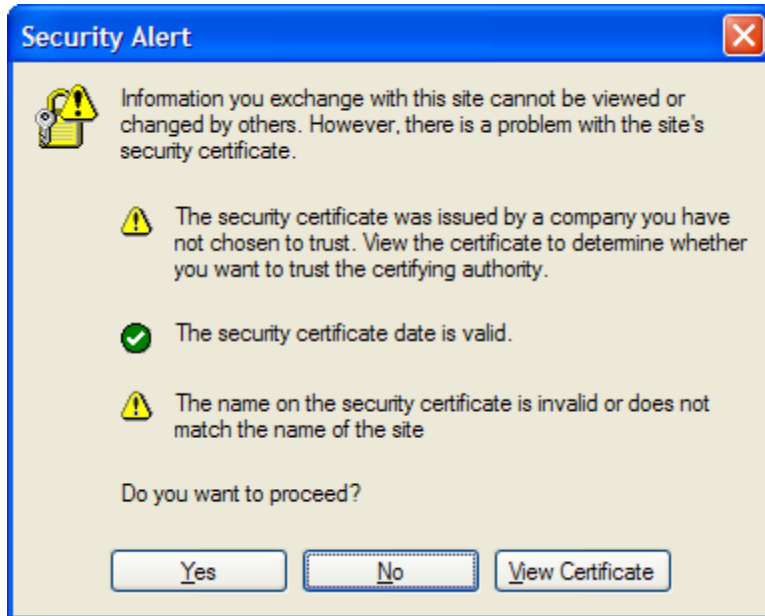 Security Alert
Information you exchange with this site cannot be viewed or
changed by others. However, there is a problem with the site's
security certificate.
The security certificate was issued by a company you have
not chosen to trust. View the certificate to determine whether
you want to trust the certifying authority.
The security certificate date is valid.
The name on the security certificate is invalid or does not
match the name of the site
Do you want to proceed?
Yes No View Certificate